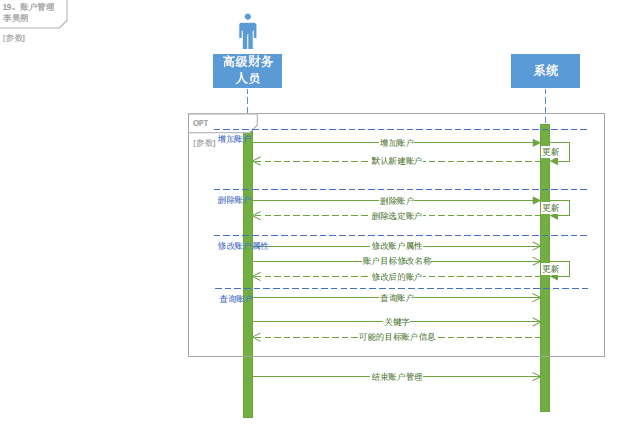 19。账户管理
李昊朔
[参数]
高级财务
人员
系统
OPT
[参数]
增加账户
增加账户
更新
默认新建账户
删除账户
删除账户
更新
删除选定账户
修改账户属性
修改账户属性
账户目标修改名称
更新
修改后的账户
查询账户
查询账户
关键字
可能的目标账户信息
结束账户管理